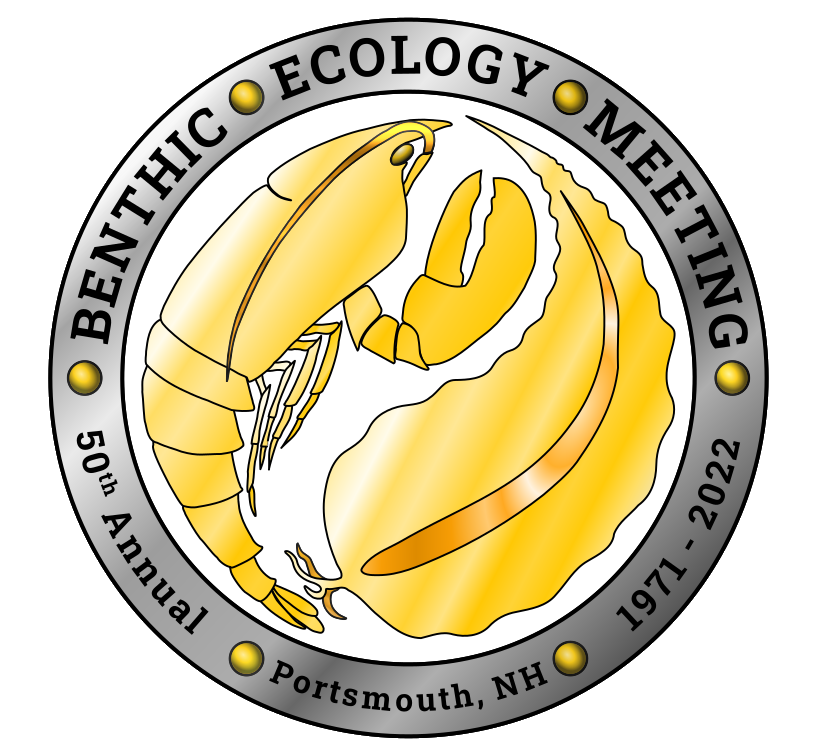 BENTHIC ECOLOGY MEETING
50th Annual
Portsmouth, NH
1971 - 2022